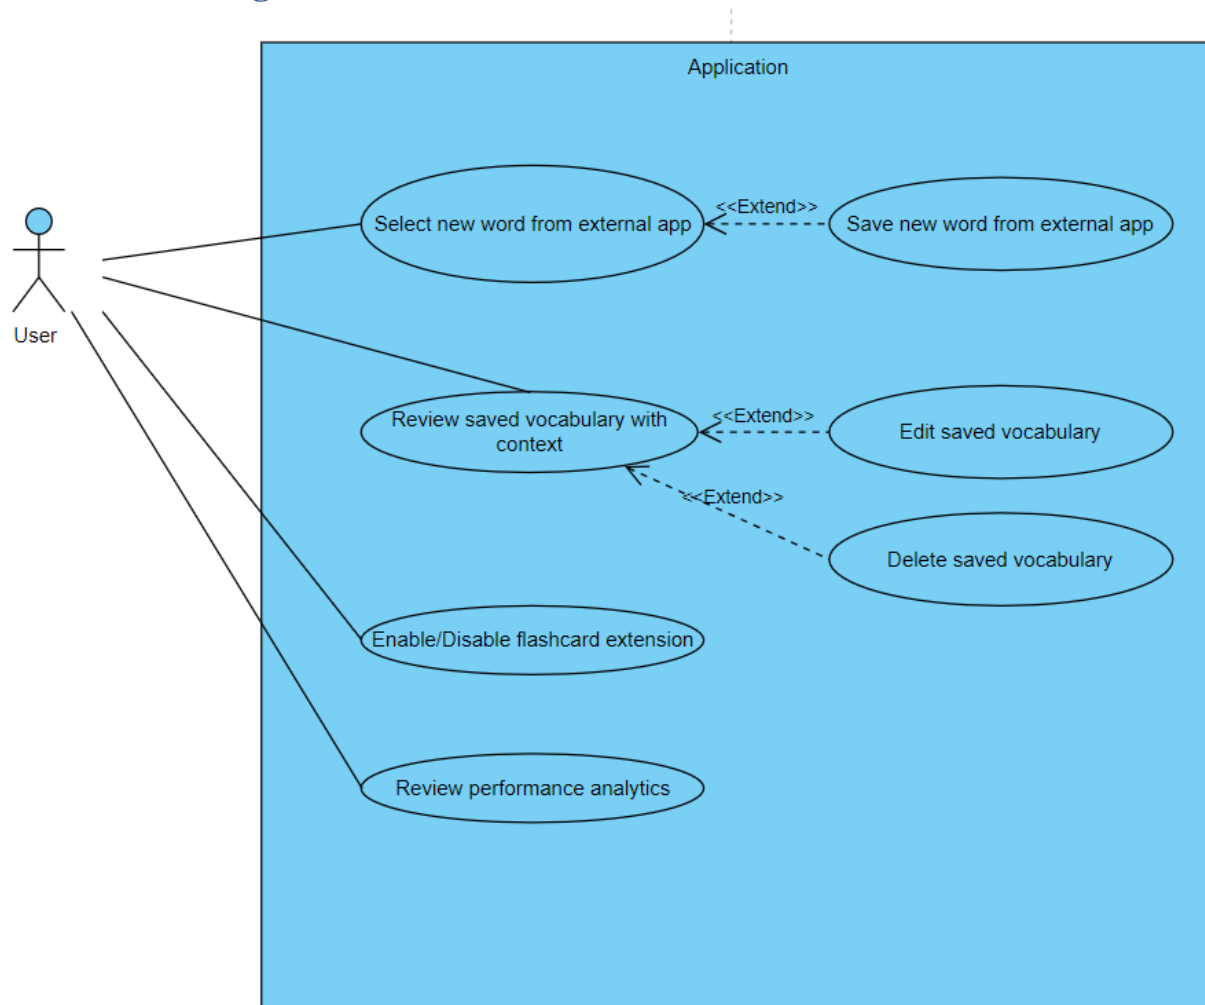 Application
Select new word from external app
<<Extend>>
Save new word from external app
User
Review saved vocabulary with
context
<<Extend>>
Edit saved vocabulary
<<Extend>>
Delete saved vocabulary
Enable/Disable flashcard extension
Review performance analytics